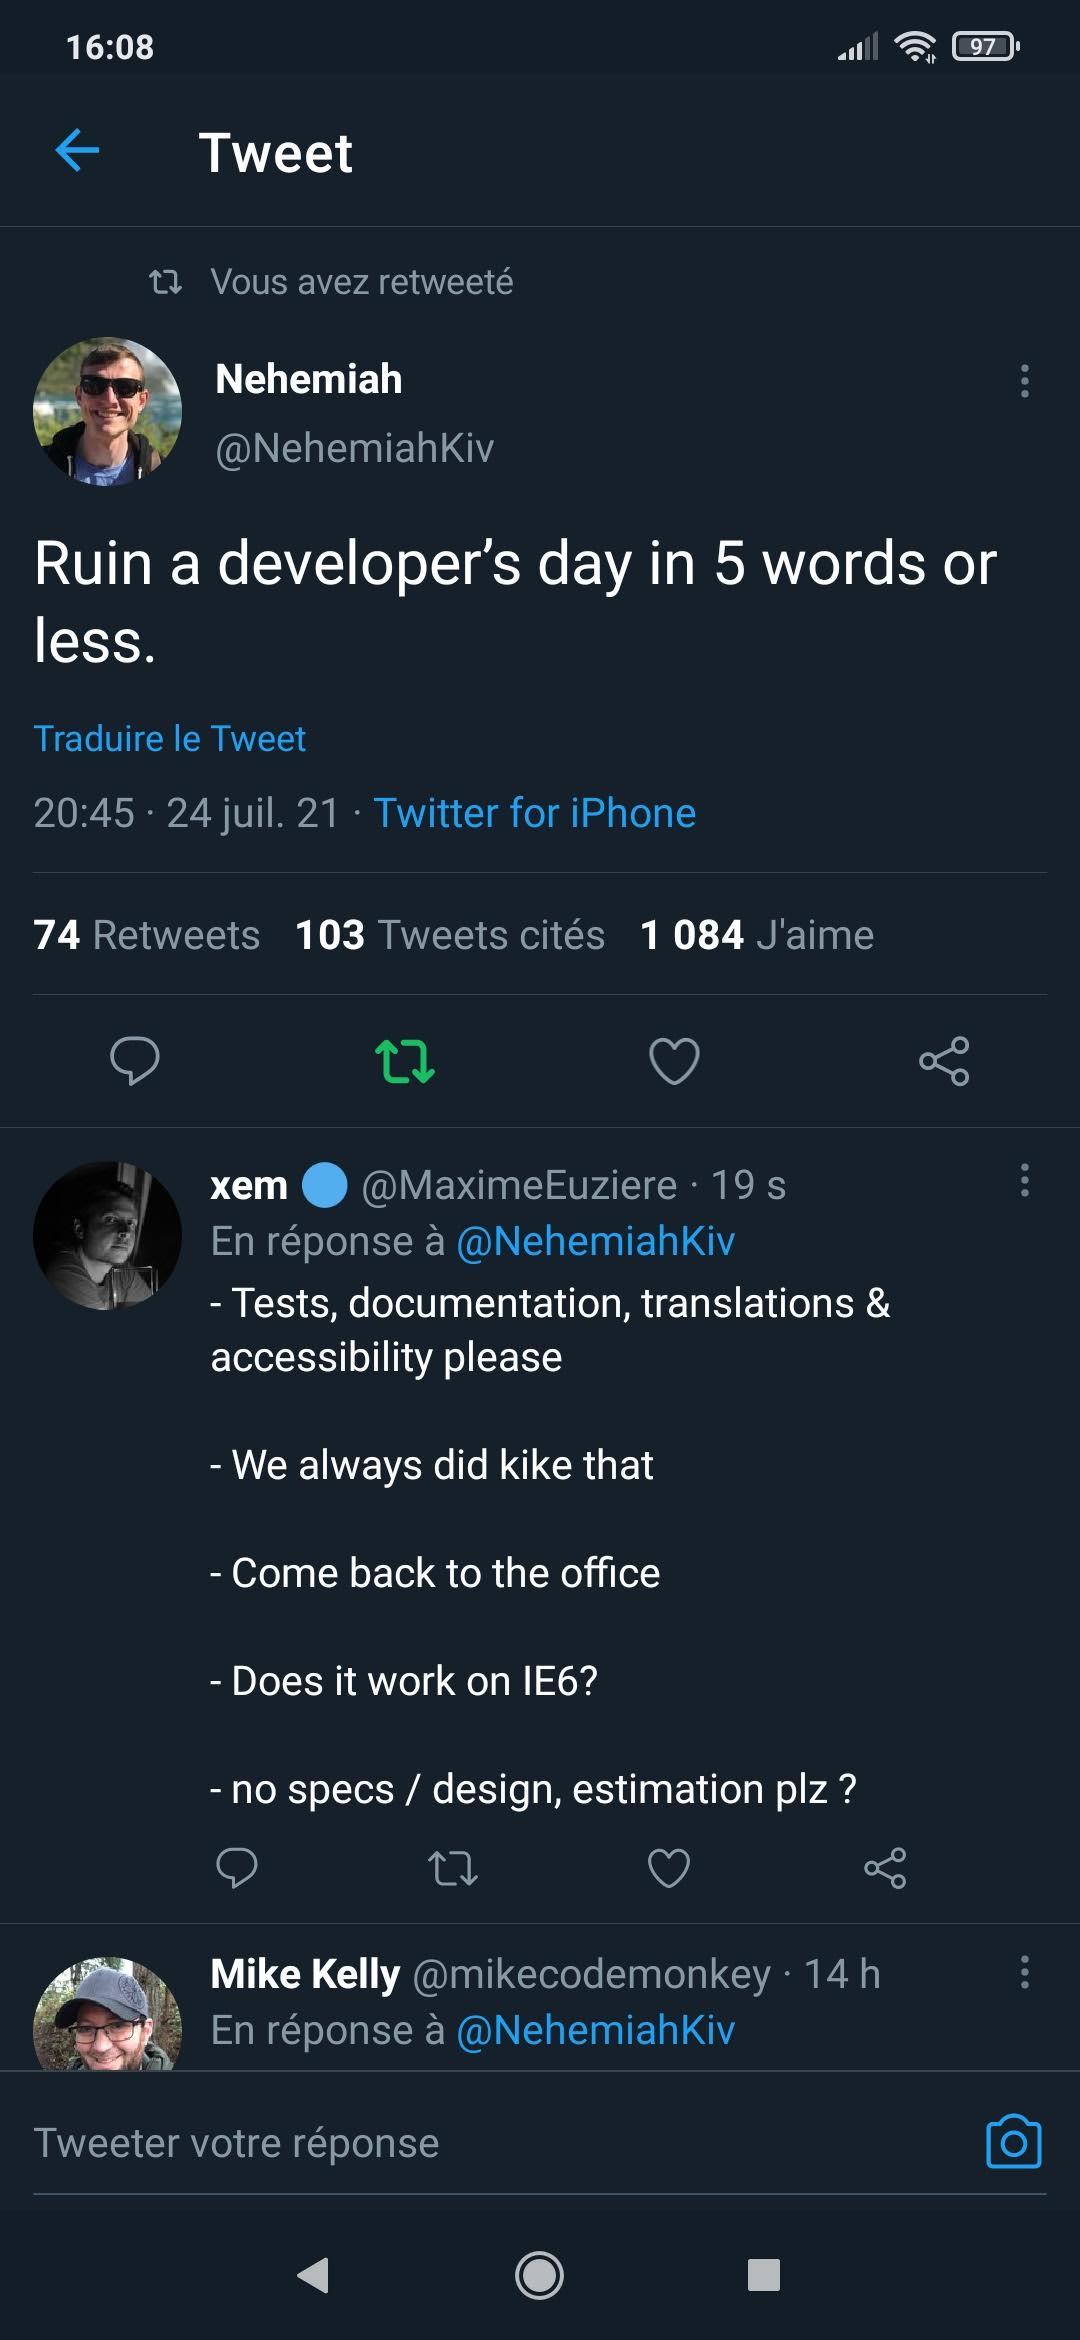 16:08
97
Tweet
Vous avez retweeté
Nehemiah
@NehemiahKiv
Ruin a developer’s day in 5 words or
less.
Traduire le Tweet
20:45 · 24 juil. 21 · Twitter for iPhone
74 Retweets 103 Tweets cités 1 084 J'aime
xem @MaximeEuziere · 19 s
En réponse à @NehemiahKiv
- Tests, documentation, translations &
accessibility please
- We always did kike that
- Come back to the office
- Does it work on IE6?
- no specs / design, estimation plz ?
Mike Kelly @mikecodemonkey · 14 h
En réponse à @NehemiahKiv
Tweeter votre réponse